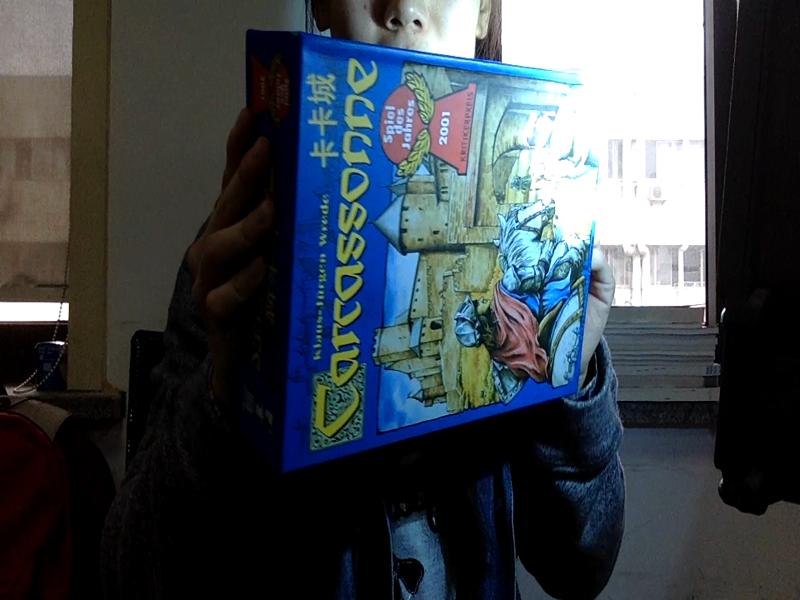 Klaus-Jürgen Wrede
卡卡城
Carcassonne
Spiel
des
Jahres
2001
KRITIKERPREIS